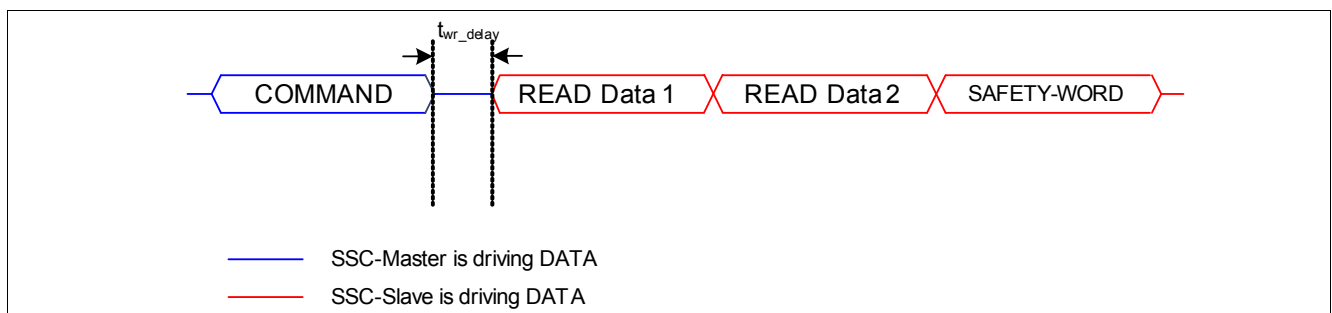 twr_delay
COMMAND READ Data 1 READ Data 2 SAFETY-WORD
SSC-Master is driving DATA
SSC-Slave is driving DATA